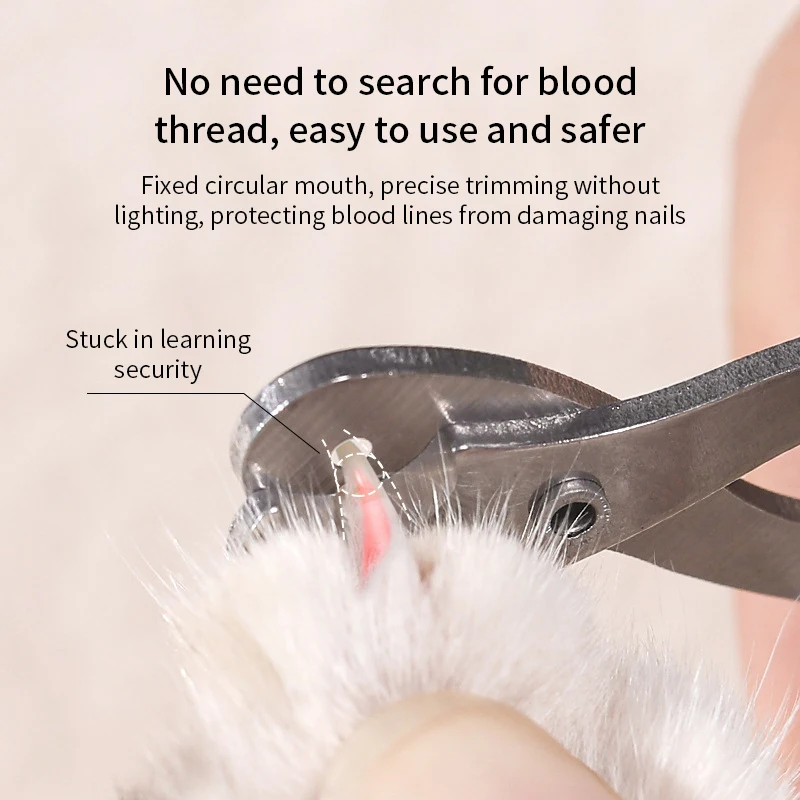 No need to search for blood
thread, easy to use and safer
Fixed circular mouth, precise trimming without
lighting, protecting blood lines from damaging nails
Stuck in learning
security